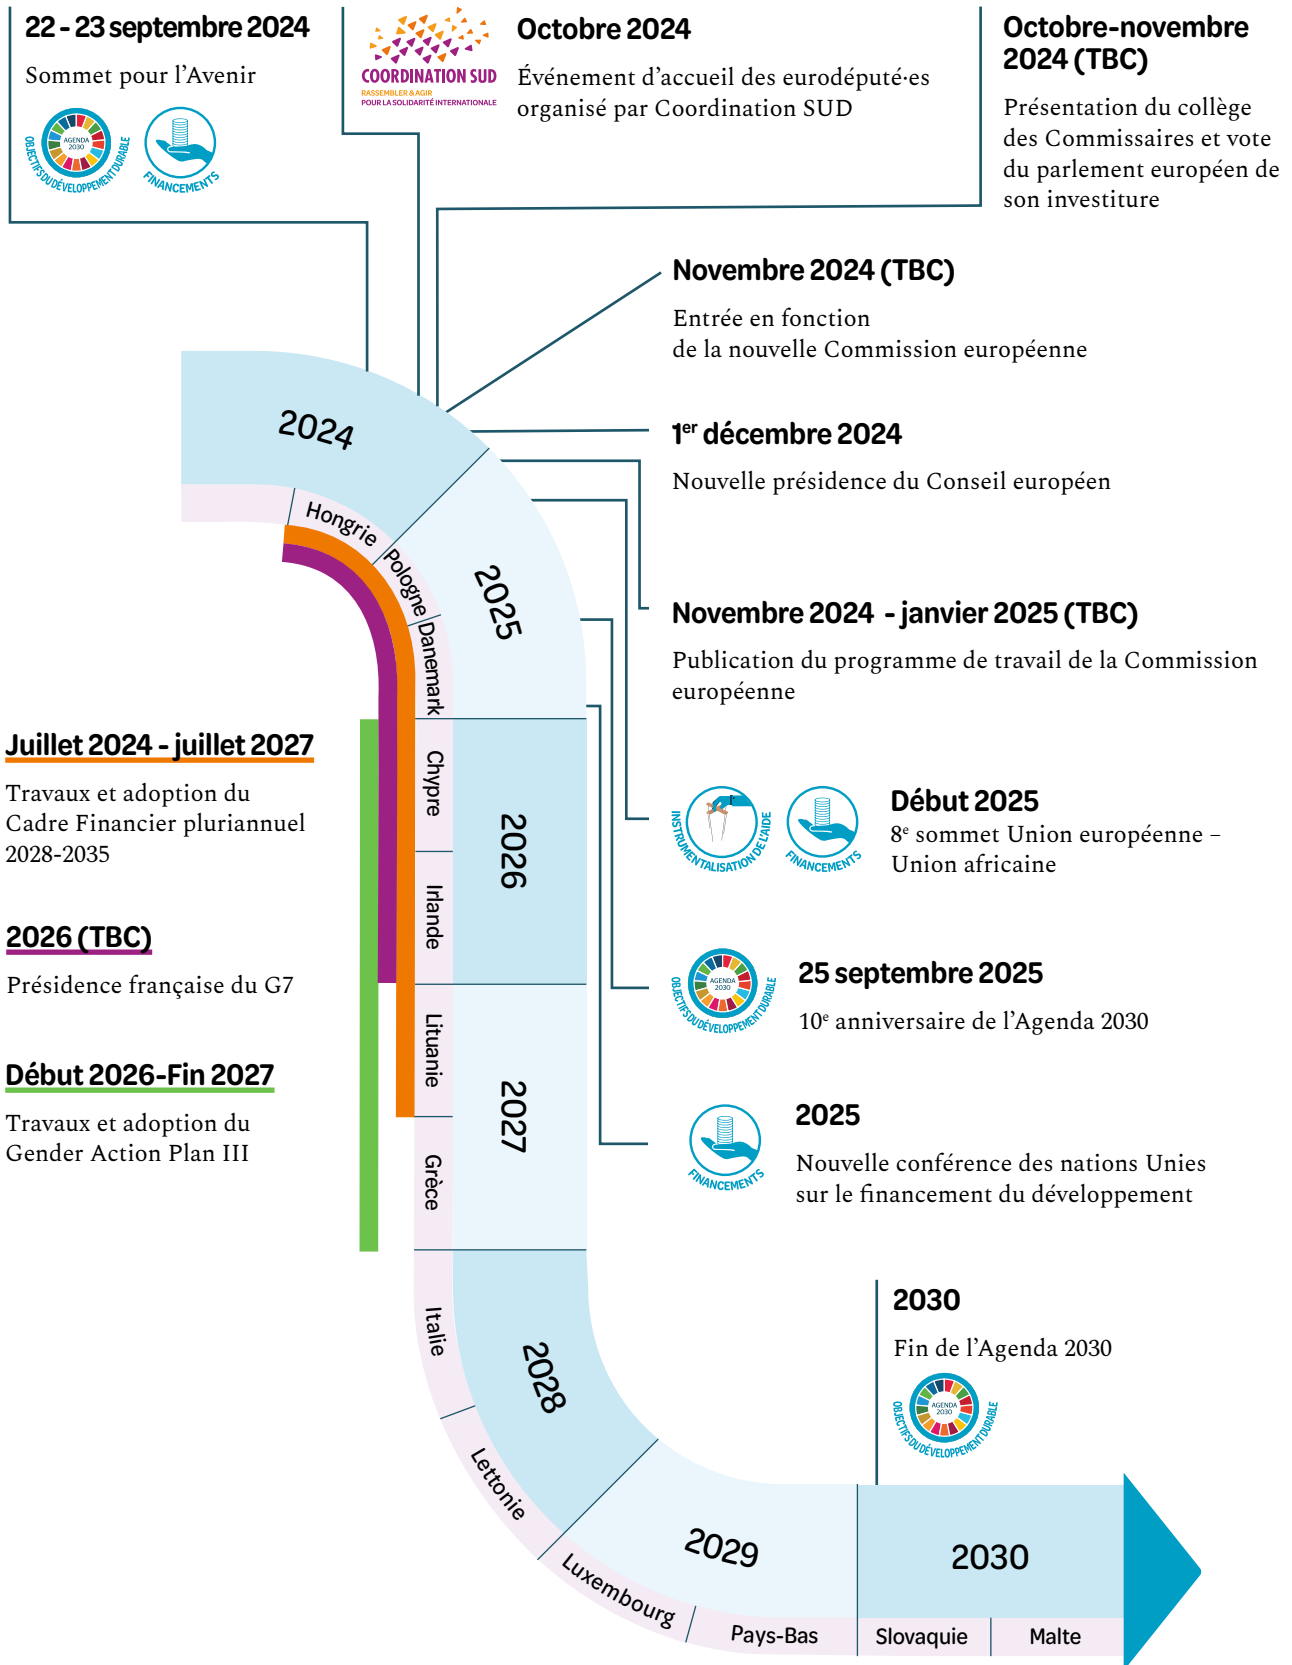 22 - 23 septembre 2024
Sommet pour l’Avenir
AGENDA
2030
OBJECTIFS DU DÉVELOPPEMENT DURABLE
FINANCEMENTS
COORDINATION SUD
RASSEMBLER & AGIR
POUR LA SOLIDARITÉ INTERNATIONALE
Octobre 2024
Événement d’accueil des eurodéputé·es
organisé par Coordination SUD
Octobre-novembre
2024 (TBC)
Présentation du collège
des Commissaires et vote
du parlement européen de
son investiture
Novembre 2024 (TBC)
Entrée en fonction
de la nouvelle Commission européenne
1er décembre 2024
Nouvelle présidence du Conseil européen
Novembre 2024 - janvier 2025 (TBC)
Publication du programme de travail de la Commission
européenne
INSTRUMENTALISATION DE L’AIDE
FINANCEMENTS
Début 2025
8e sommet Union européenne –
Union africaine
AGENDA
2030
OBJECTIFS DU DÉVELOPPEMENT DURABLE
25 septembre 2025
10e anniversaire de l’Agenda 2030
FINANCEMENTS
2025
Nouvelle conférence des nations Unies
sur le financement du développement
2030
Fin de l’Agenda 2030
AGENDA
2030
OBJECTIFS DU DÉVELOPPEMENT DURABLE
Juillet 2024 - juillet 2027
Travaux et adoption du
Cadre Financier pluriannuel
2028-2035
2026 (TBC)
Présidence française du G7
Début 2026-Fin 2027
Travaux et adoption du
Gender Action Plan III
2024
Hongrie
2025
Pologne
Danemark
2026
Chypre
Irlande
2027
Lituanie
Grèce
2028
Italie
Lettonie
2029
Luxembourg
Pays-Bas
2030
Slovaquie
Malte